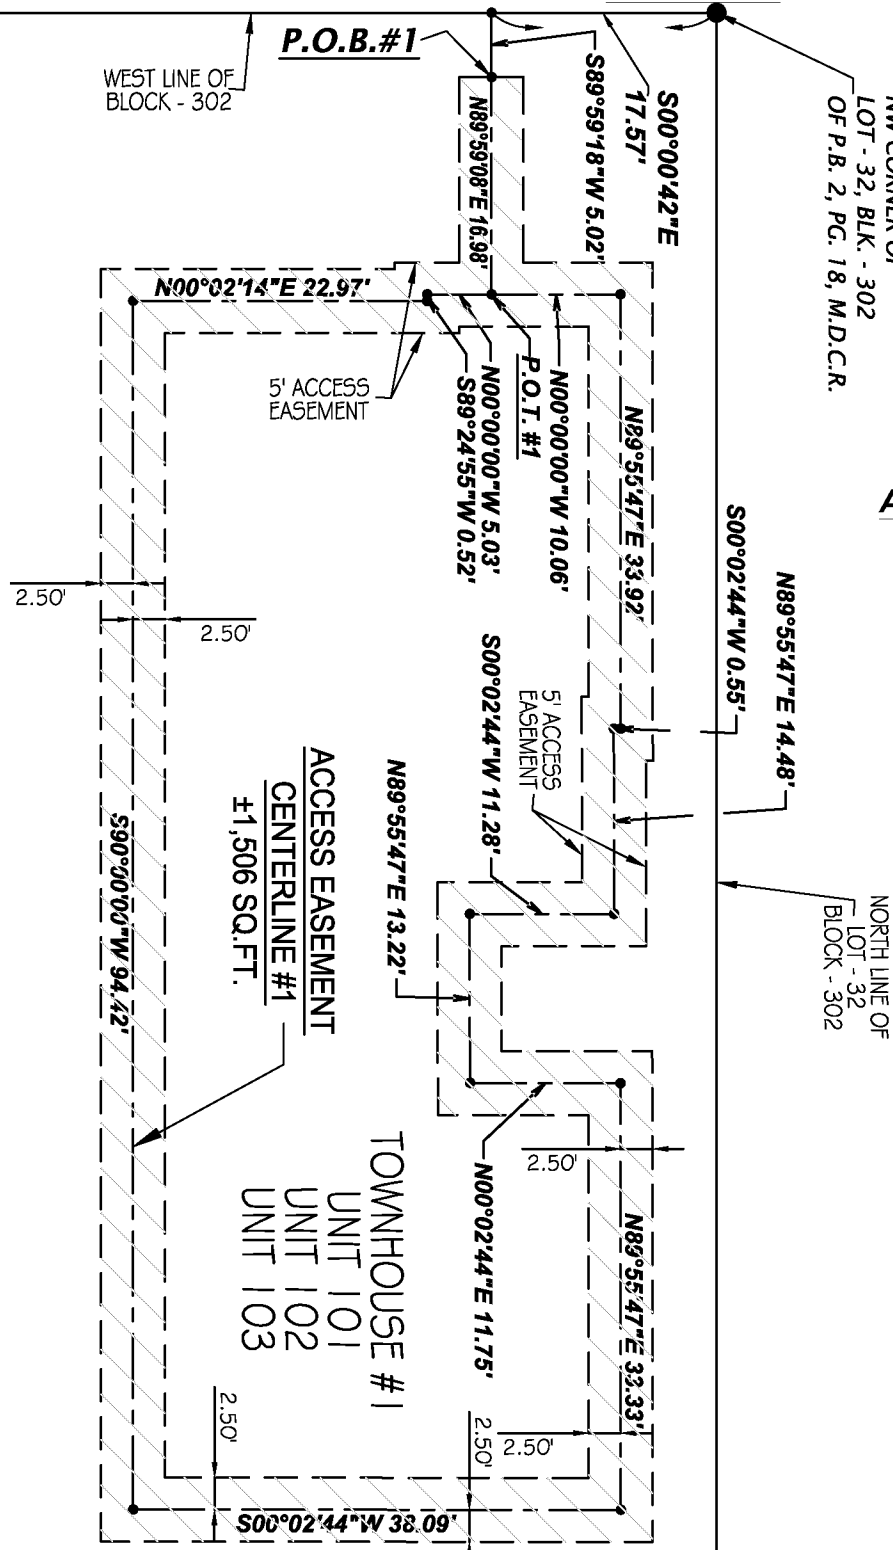 NW CORNER OF
LOT - 32, BLK. - 302
OF P.B. 2, PG. 18, M.D.C.R.
P.O.B.#1
WEST LINE OF
BLOCK - 302
S00°00'42"E
17.57'
S89°59'18"W 5.02'
N89°59'08"E 16.98'
N00°02'14"E 22.97'
5' ACCESS
EASEMENT
P.O.T. #1
N00°00'00"W 10.06'
N00°00'00"W 5.03'
S89°24'55"W 0.52'
N89°55'47"E 33.92'
S00°02'44"W 0.55'
N89°55'47"E 14.48'
A
2.50'
2.50'
S00°02'44"W 11.28'
5' ACCESS
EASEMENT
N89°55'47"E 13.22'
ACCESS EASEMENT
CENTERLINE #1
±1,506 SQ.FT.
S90°00'00"W 94.42'
NORTH LINE OF
LOT - 32
BLOCK - 302
2.50'
N00°02'44"E 11.75'
N89°55'47"E 33.33'
TOWNHOUSE #1
UNIT 101
UNIT 102
UNIT 103
2.50'
2.50'
2.50'
S00°02'44"W 38.09'